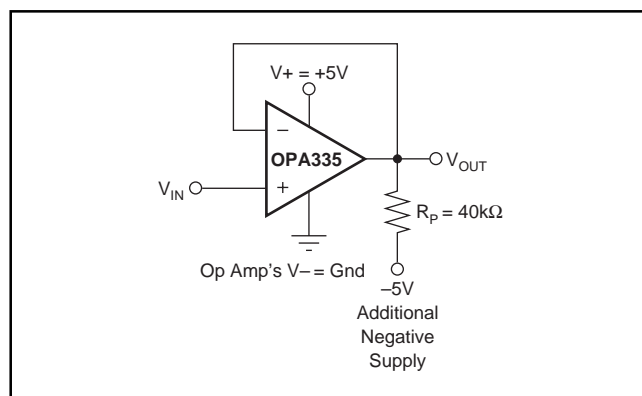 V+ = +5V
−
OPA335
V_OUT
V_IN
+
R_P = 40kΩ
Op Amp's V− = Gnd
−5V
Additional
Negative
Supply